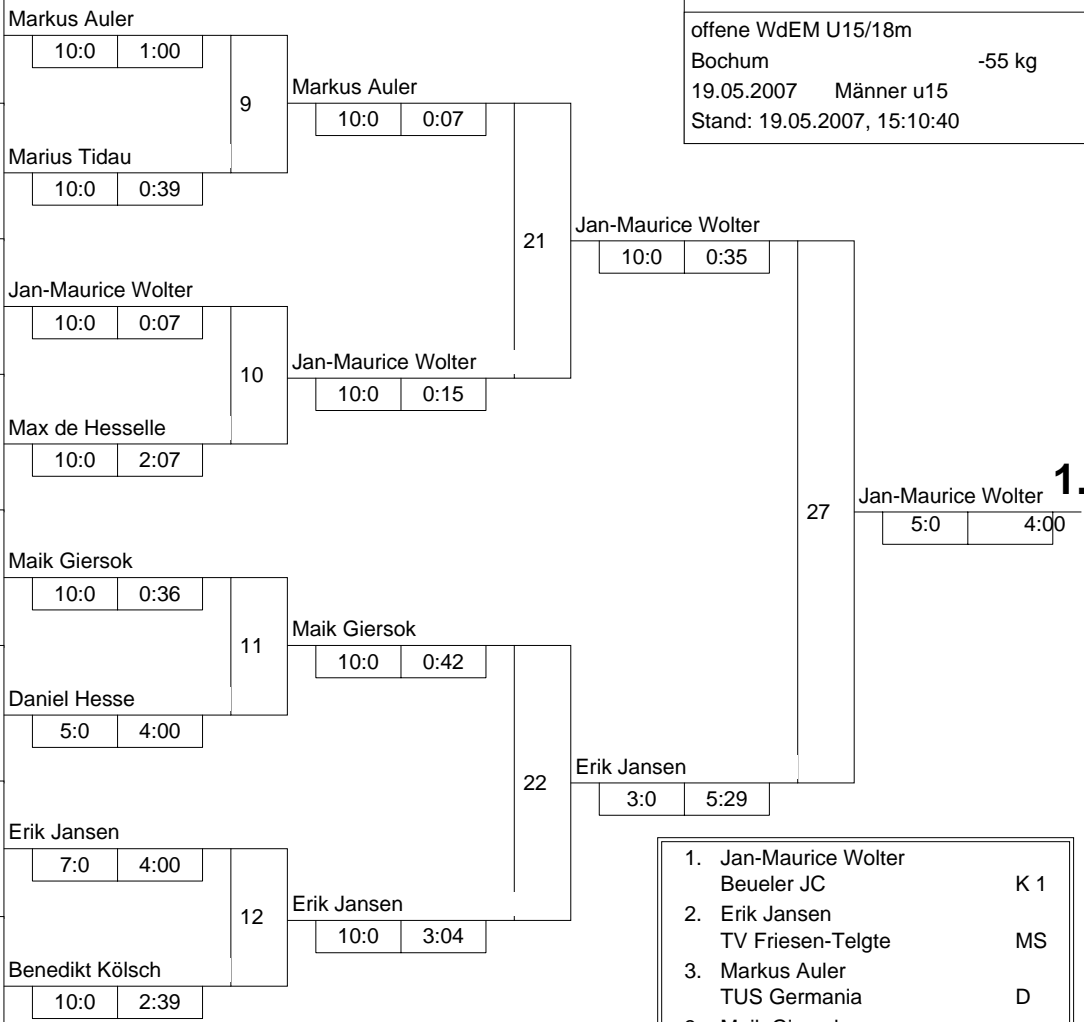 Markus Auler
10:0 1:00
9
Marius Tidau
10:0 0:39
Markus Auler
10:0 0:07
Jan-Maurice Wolter
10:0 0:07
10
Max de Hesselle
10:0 2:07
Jan-Maurice Wolter
10:0 0:15
21
Jan-Maurice Wolter
10:0 0:35
Maik Giersok
10:0 0:36
11
Daniel Hesse
5:0 4:00
Maik Giersok
10:0 0:42
Erik Jansen
7:0 4:00
12
Benedikt Kölsch
10:0 2:39
Erik Jansen
10:0 3:04
22
Erik Jansen
3:0 5:29
27
Jan-Maurice Wolter 1.
5:0 4:00
offene WdEM U15/18m
Bochum -55 kg
19.05.2007 Männer u15
Stand: 19.05.2007, 15:10:40
1. Jan-Maurice Wolter
Beueler JC K 1
2. Erik Jansen
TV Friesen-Telgte MS
3. Markus Auler
TUS Germania D